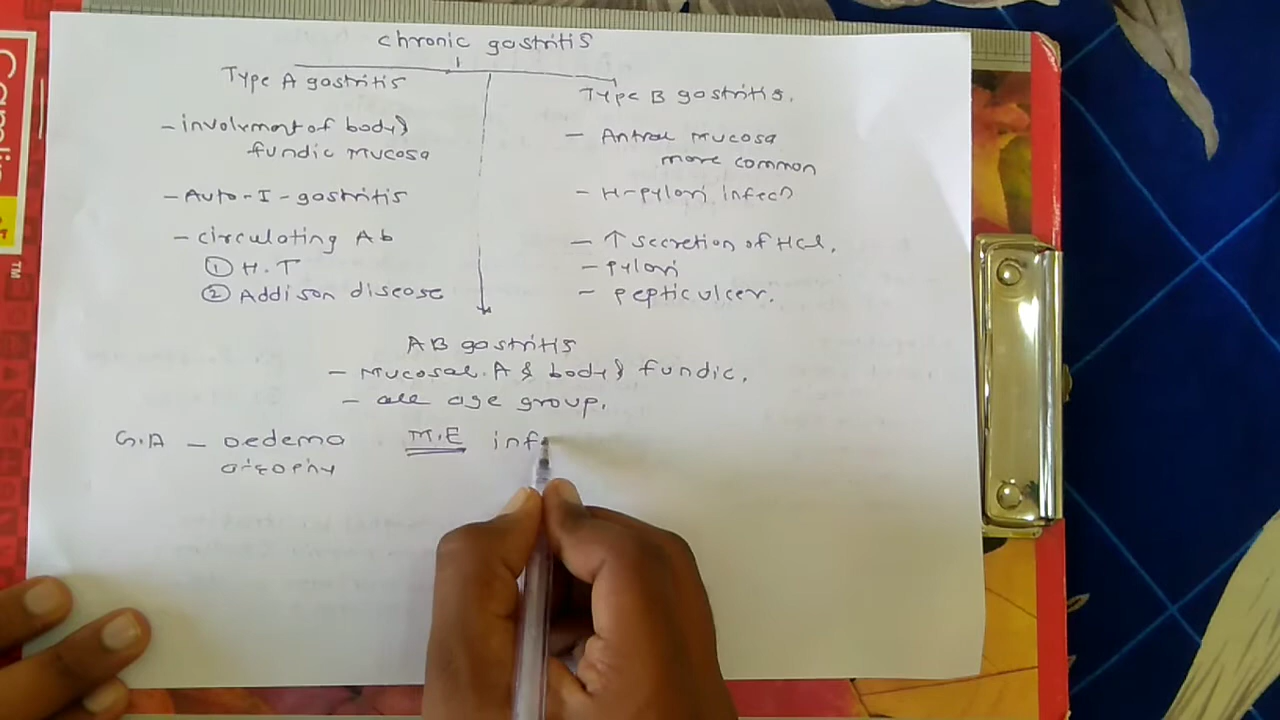 chronic gastritis
Type A gastritis
- involvment of body &
fundic mucosa
- Auto-I-gastritis
- circulating Ab
① H.T
② Addison disease
Type B gastritis.
- Antral mucosa
more common
- H-pylori infecn
- ↑ secretion of Hcl.
- pylori
- peptic ulcer.
AB gastritis
- Mucosal. A & body & fundic.
- all age group.
G.A - oedema
atrophy
M.E inf
TM